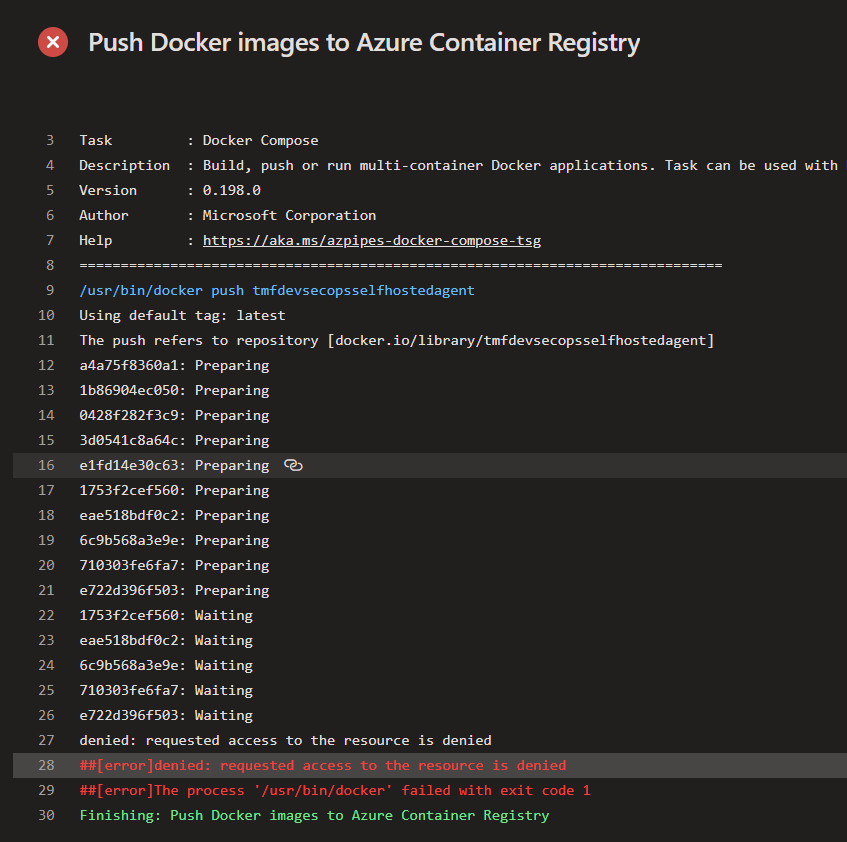 Push Docker images to Azure Container Registry
3 Task : Docker Compose
4 Description : Build, push or run multi-container Docker applications. Task can be used with
5 Version : 0.198.0
6 Author : Microsoft Corporation
7 Help : https://aka.ms/azpipes-docker-compose-tsg
8 ==============================================================================
9 /usr/bin/docker push tmfdevsecopsselfhostedagent
10 Using default tag: latest
11 The push refers to repository [docker.io/library/tmfdevsecopsselfhostedagent]
12 a4a75f8360a1: Preparing
13 1b86904ec050: Preparing
14 0428f282f3c9: Preparing
15 3d0541c8a64c: Preparing
16 e1fd14e30c63: Preparing
17 1753f2cef560: Preparing
18 eae518bdf0c2: Preparing
19 6c9b568a3e9e: Preparing
20 710303fe6fa7: Preparing
21 e722d396f503: Preparing
22 1753f2cef560: Waiting
23 eae518bdf0c2: Waiting
24 6c9b568a3e9e: Waiting
25 710303fe6fa7: Waiting
26 e722d396f503: Waiting
27 denied: requested access to the resource is denied
28 ##[error]denied: requested access to the resource is denied
29 ##[error]The process '/usr/bin/docker' failed with exit code 1
30 Finishing: Push Docker images to Azure Container Registry